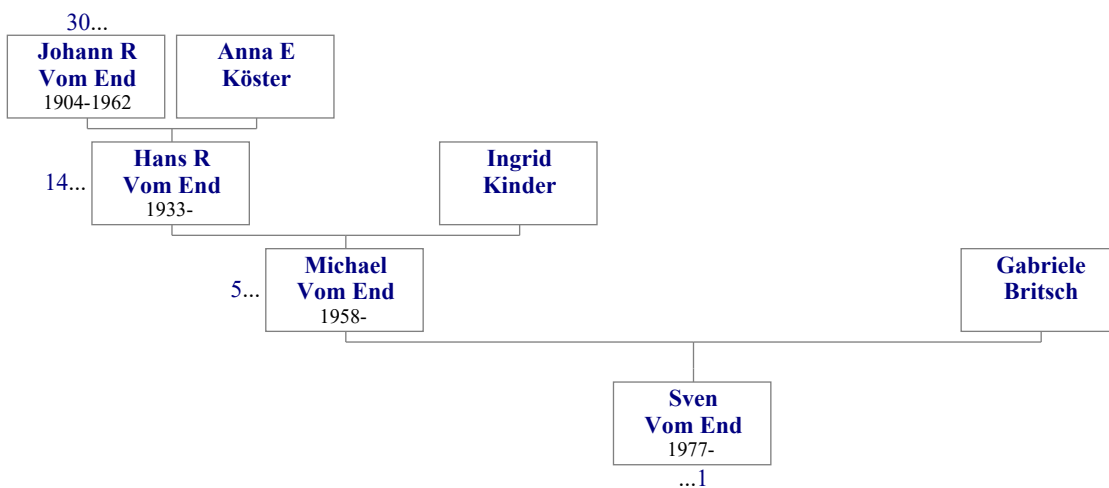 30...
Johann R
Vom End
1904-1962
Anna E
Köster
14...
Hans R
Vom End
1933-
Ingrid
Kinder
5...
Michael
Vom End
1958-
Gabriele
Britsch
Sven
Vom End
1977-
...1